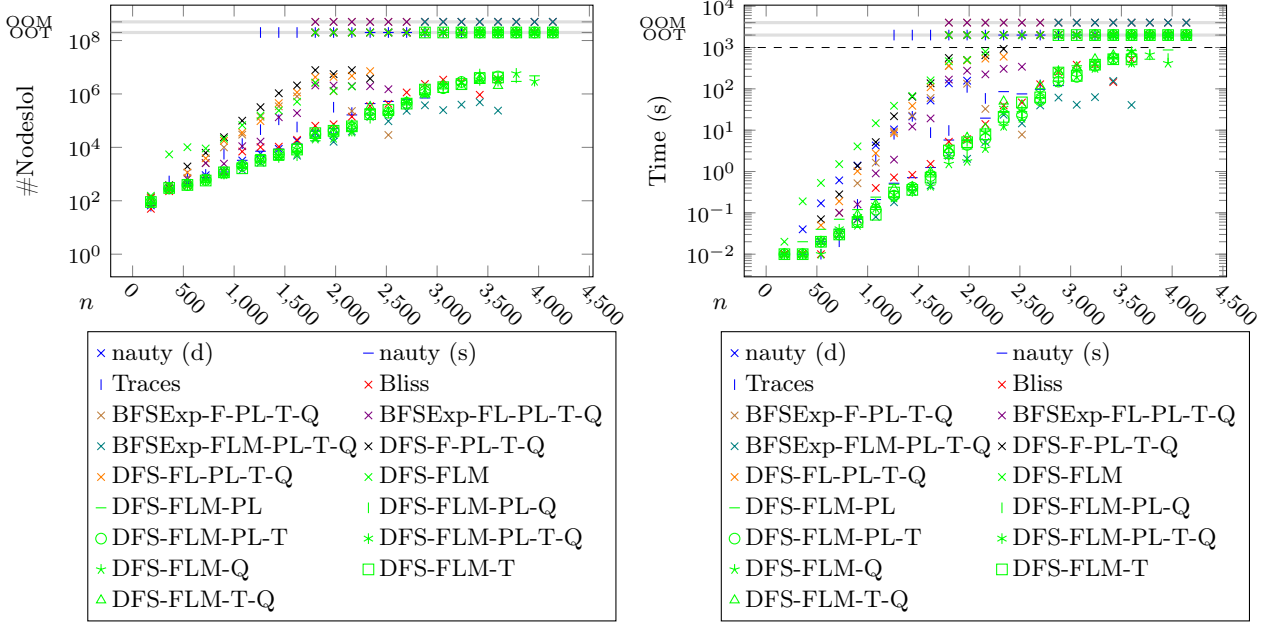 OOM
OOT
10^8
10^6
10^4
10^2
10^0
#Nodeslol
n
0
500
1,000
1,500
2,000
2,500
3,000
3,500
4,000
4,500
nauty (d)
nauty (s)
Traces
Bliss
BFSExp-F-PL-T-Q
BFSExp-FL-PL-T-Q
BFSExp-FLM-PL-T-Q
DFS-F-PL-T-Q
DFS-FL-PL-T-Q
DFS-FLM
DFS-FLM-PL
DFS-FLM-PL-Q
DFS-FLM-PL-T
DFS-FLM-PL-T-Q
DFS-FLM-Q
DFS-FLM-T
DFS-FLM-T-Q
10^4
OOM
OOT
10^3
10^2
10^1
10^0
10^−1
10^−2
Time (s)
n
0
500
1,000
1,500
2,000
2,500
3,000
3,500
4,000
4,500
nauty (d)
nauty (s)
Traces
Bliss
BFSExp-F-PL-T-Q
BFSExp-FL-PL-T-Q
BFSExp-FLM-PL-T-Q
DFS-F-PL-T-Q
DFS-FL-PL-T-Q
DFS-FLM
DFS-FLM-PL
DFS-FLM-PL-Q
DFS-FLM-PL-T
DFS-FLM-PL-T-Q
DFS-FLM-Q
DFS-FLM-T
DFS-FLM-T-Q